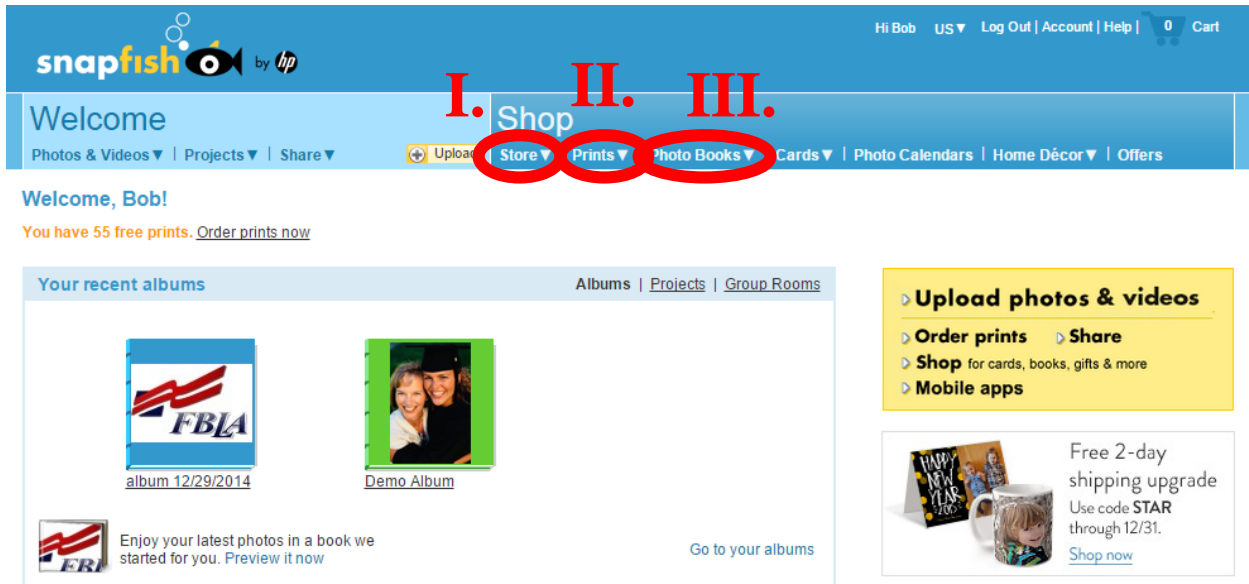 Hi Bob US▼ Log Out | Account | Help | 0 Cart
snapfish by hp
I. II. III.
Welcome
Shop
Photos & Videos▼ | Projects▼ | Share▼ Upload
Store▼ Prints▼ Photo Books▼ Cards▼ | Photo Calendars | Home Décor▼ | Offers
Welcome, Bob!
You have 55 free prints. Order prints now
Your recent albums
Albums | Projects | Group Rooms
FBLA
album 12/29/2014
Demo Album
FBL
Enjoy your latest photos in a book we
started for you. Preview it now
Go to your albums
Upload photos & videos
Order prints Share
Shop for cards, books, gifts & more
Mobile apps
HAPPY
NEW
YEAR
2015
Free 2-day
shipping upgrade
Use code STAR
through 12/31.
Shop now